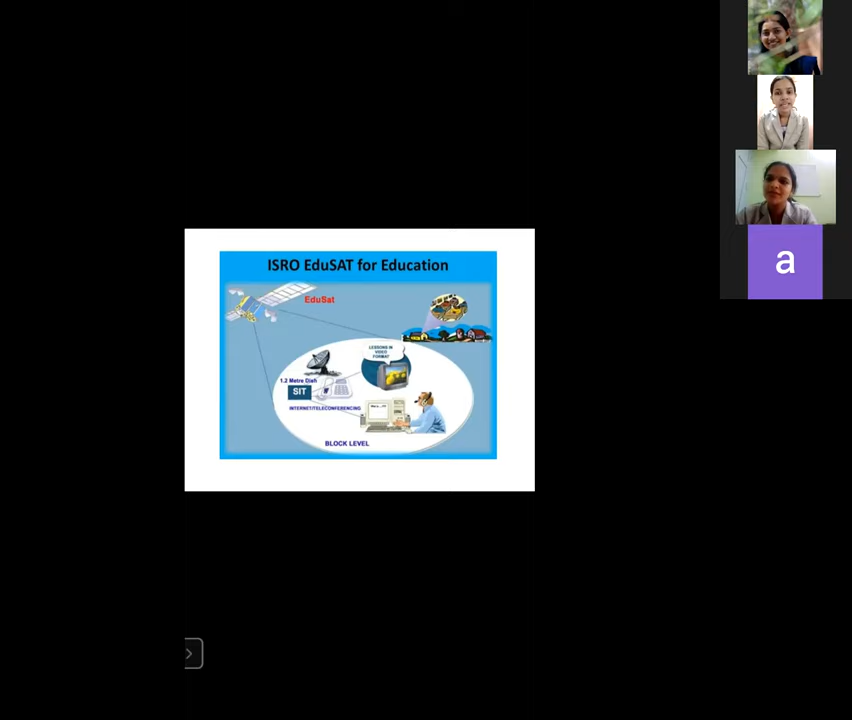 ISRO EduSAT for Education
EduSat
LESSONS IN
VIDEO
FORMAT
1.2 Metre Dish
SIT
INTERNET/TELECONFERENCING
BLOCK LEVEL
a